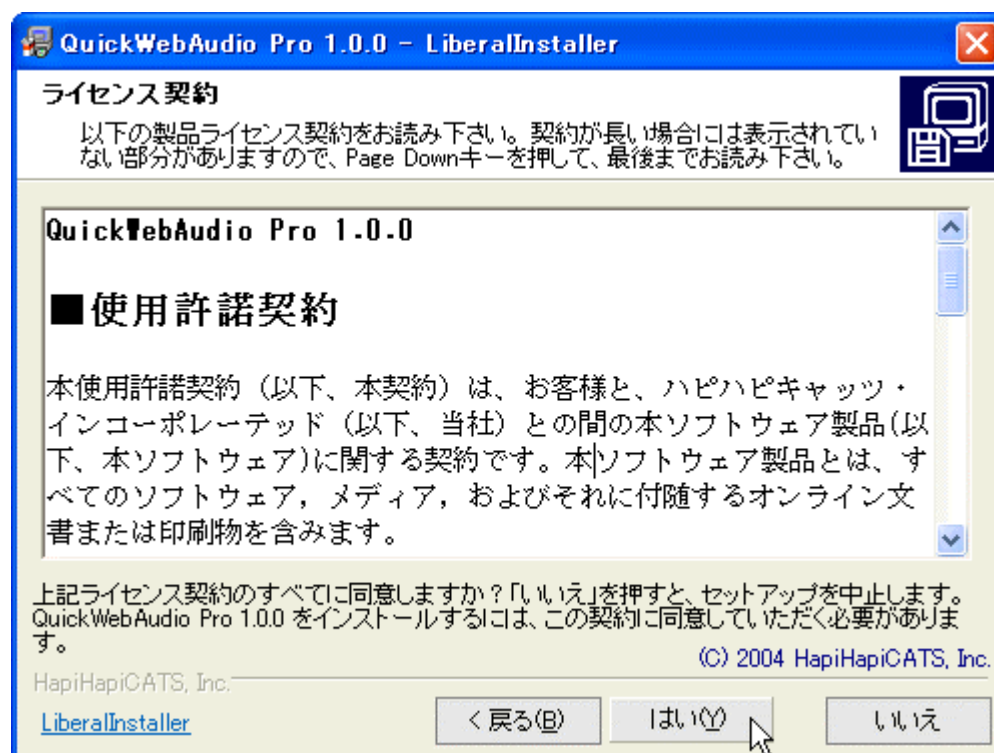 QuickWebAudio Pro 1.0.0 - LiberalInstaller
ライセンス契約
以下の製品ライセンス契約をお読み下さい。契約が長い場合には表示されてい
ない部分がありますので、Page Downキーを押して、最後までお読み下さい。
QuickWebAudio Pro 1.0.0
■使用許諾契約
本使用許諾契約（以下、本契約）は、お客様と、ハピハピキャッツ・
インコーポレーテッド（以下、当社）との間の本ソフトウェア製品(以
下、本ソフトウェア)に関する契約です。本ソフトウェア製品とは、す
べてのソフトウェア，メディア，およびそれに付随するオンライン文
書または印刷物を含みます。
上記ライセンス契約のすべてに同意しますか？「いいえ」を押すと、セットアップを中止します。
QuickWebAudio Pro 1.0.0 をインストールするには、この契約に同意していただく必要がありま
す。
(C) 2004 HapiHapiCATS, Inc.
HapiHapiCATS, Inc.
LiberalInstaller
< 戻る(B)
はい(Y)
いいえ